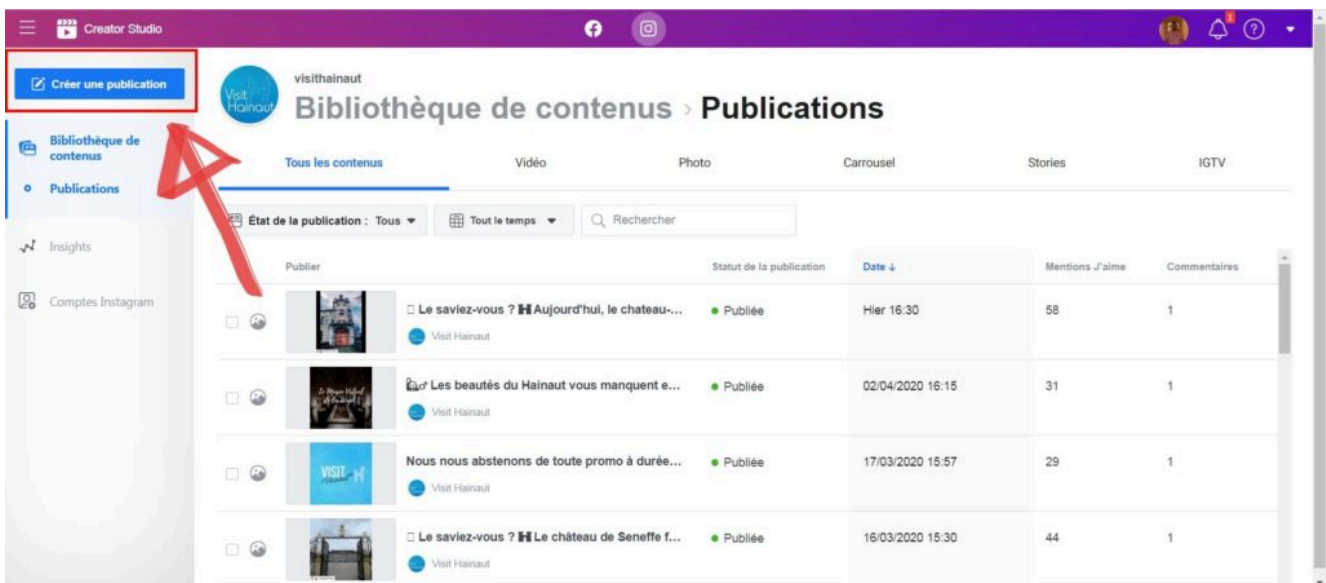 Creator Studio
1
Créer une publication
Visit
Hainaut
visithainaut
Bibliothèque de contenus > Publications
Bibliothèque de
contenus
Publications
Insights
Comptes Instagram
Tous les contenus Vidéo Photo Carrousel Stories IGTV
État de la publication : Tous Tout le temps Rechercher
Publier Statut de la publication Date ↓ Mentions J'aime Commentaires
Le saviez-vous ? Aujourd'hui, le chateau-... Publiée Hier 16:30 58 1
Visit Hainaut
Les beautés du Hainaut vous manquent e... Publiée 02/04/2020 16:15 31 1
Visit Hainaut
VISIT
Nous nous abstenons de toute promo à durée... Publiée 17/03/2020 15:57 29 1
Visit Hainaut
Le saviez-vous ? Le château de Seneffe f... Publiée 16/03/2020 15:30 44 1
Visit Hainaut